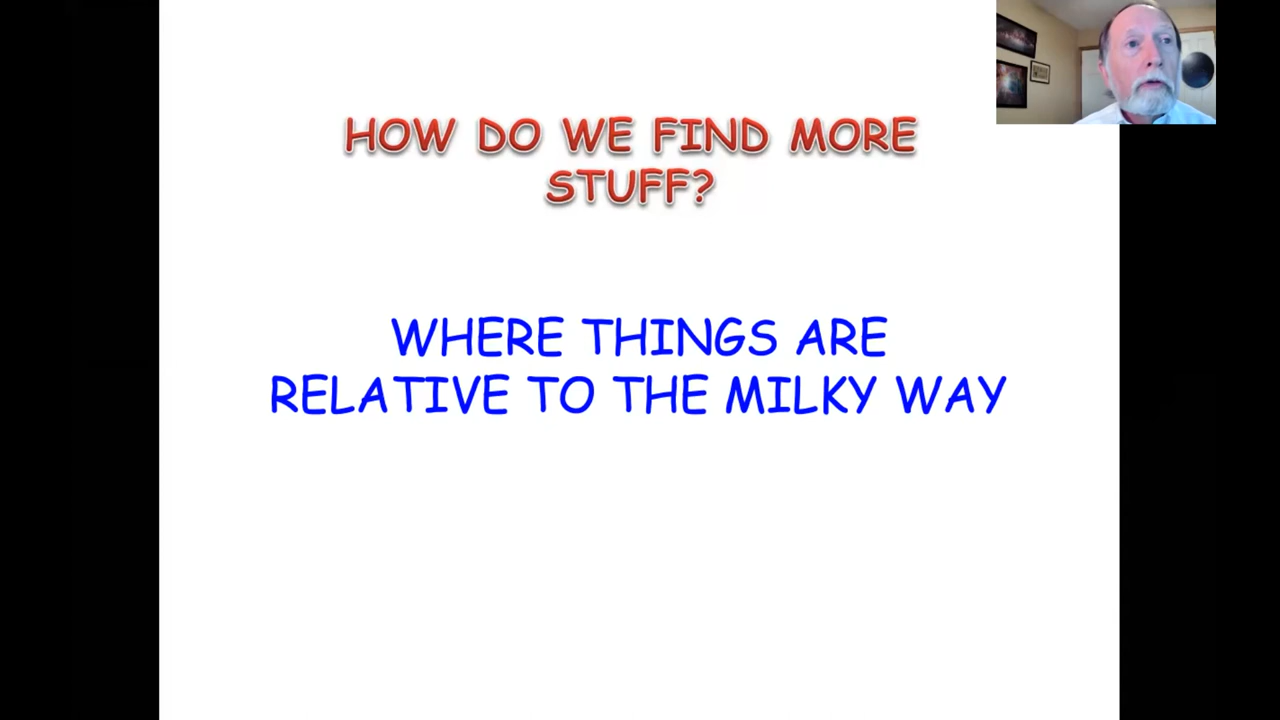 HOW DO WE FIND MORE
STUFF?
WHERE THINGS ARE
RELATIVE TO THE MILKY WAY